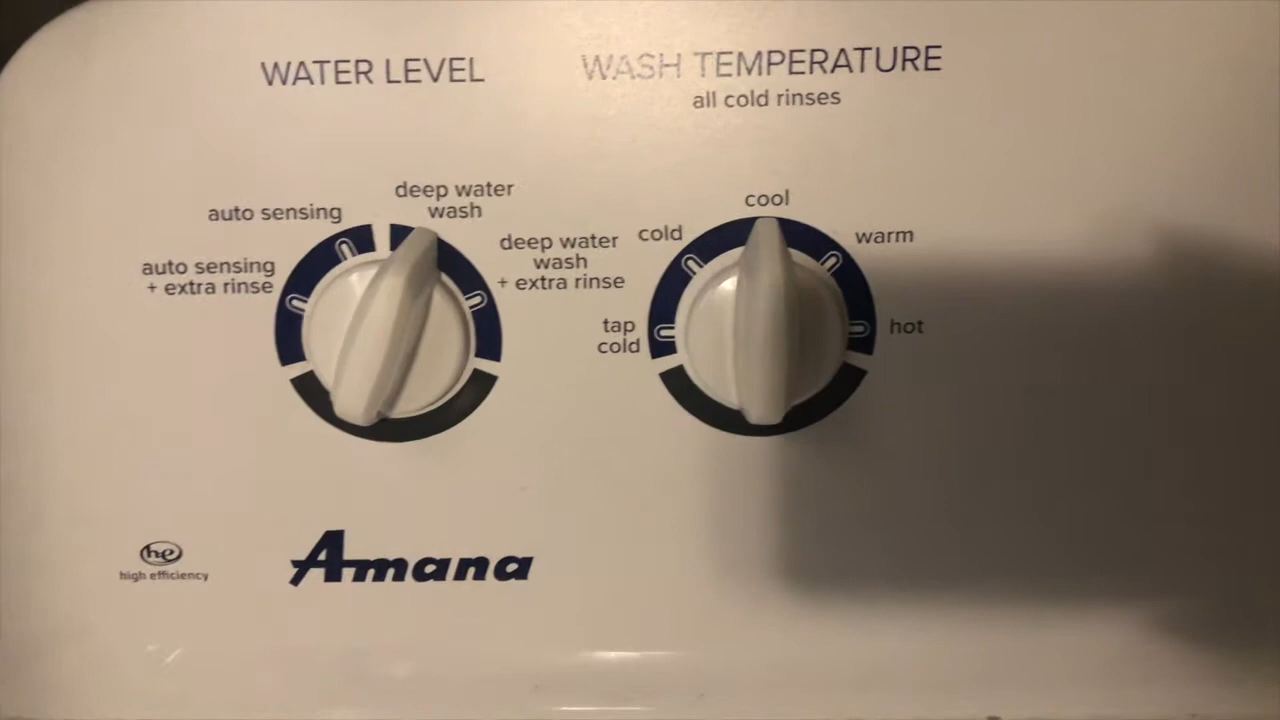 WATER LEVEL
WASH TEMPERATURE
all cold rinses
auto sensing
deep water
wash
auto sensing
+ extra rinse
deep water
wash
+ extra rinse
cool
cold
warm
tap
cold
hot
he
high efficiency
Amana